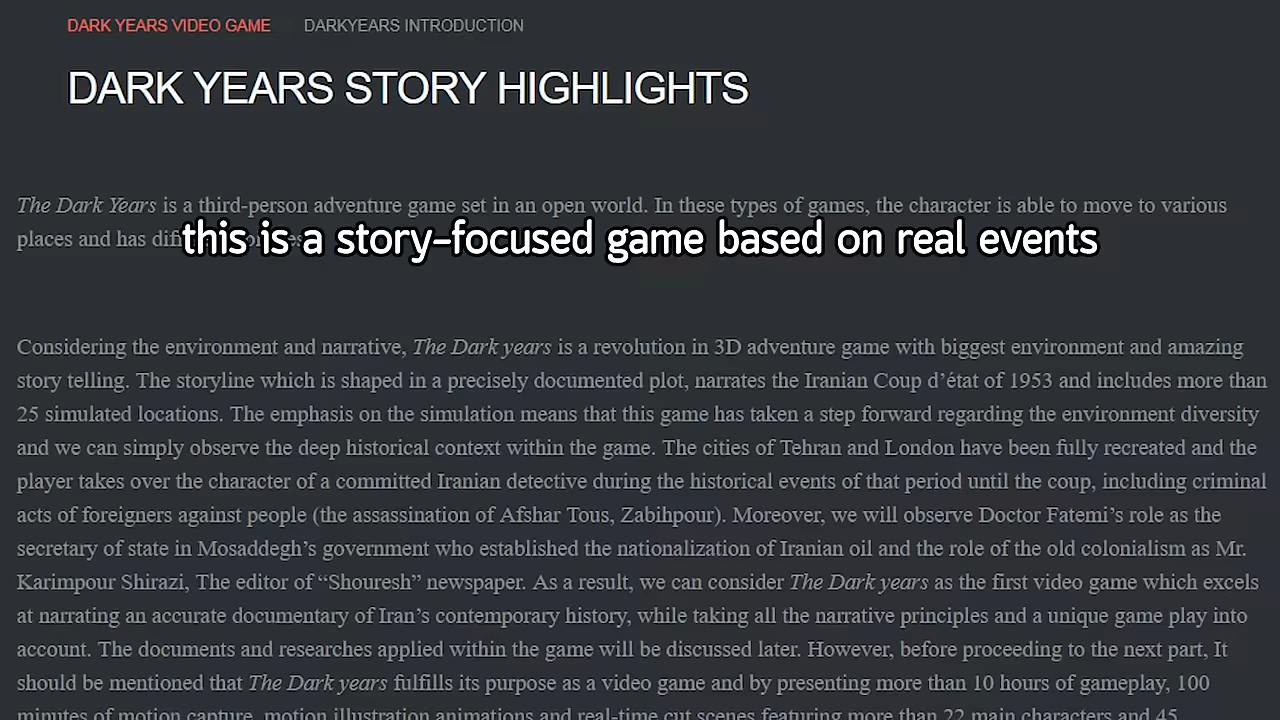 DARK YEARS VIDEO GAME DARKYEARS INTRODUCTION
DARK YEARS STORY HIGHLIGHTS
The Dark Years is a third-person adventure game set in an open world. In these types of games, the character is able to move to various
places and has
this is a story-focused game based on real events
Considering the environment and narrative, The Dark years is a revolution in 3D adventure game with biggest environment and amazing
story telling. The storyline which is shaped in a precisely documented plot, narrates the Iranian Coup d’état of 1953 and includes more than
25 simulated locations. The emphasis on the simulation means that this game has taken a step forward regarding the environment diversity
and we can simply observe the deep historical context within the game. The cities of Tehran and London have been fully recreated and the
player takes over the character of a committed Iranian detective during the historical events of that period until the coup, including criminal
acts of foreigners against people (the assassination of Afshar Tous, Zabihpour). Moreover, we will observe Doctor Fatemi’s role as the
secretary of state in Mosaddegh’s government who established the nationalization of Iranian oil and the role of the old colonialism as Mr.
Karimpour Shirazi, The editor of “Shouresh” newspaper. As a result, we can consider The Dark years as the first video game which excels
at narrating an accurate documentary of Iran’s contemporary history, while taking all the narrative principles and a unique game play into
account. The documents and researches applied within the game will be discussed later. However, before proceeding to the next part, It
should be mentioned that The Dark years fulfills its purpose as a video game and by presenting more than 10 hours of gameplay, 100
minutes of motion capture, motion illustration animations and real-time cut scenes featuring more than 22 main characters and 45